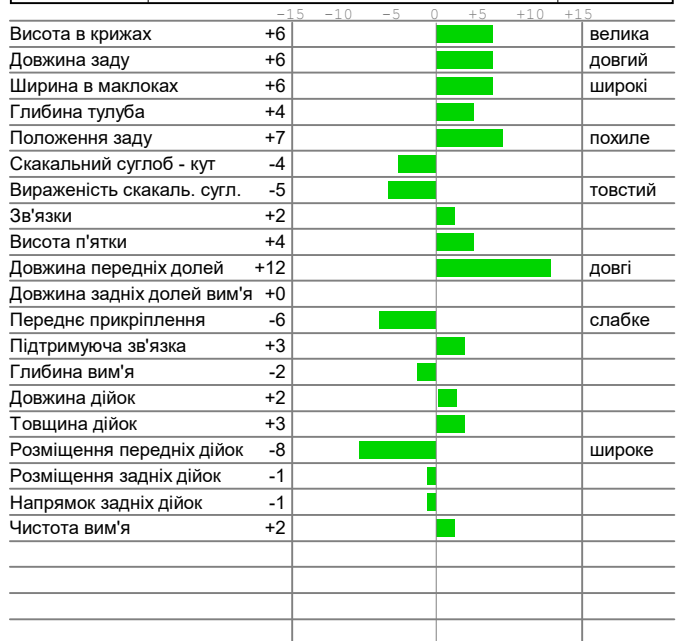 -15 -10 -5 0 +5 +10 +15
Висота в крижах +6 велика
Довжина заду +6 довгий
Ширина в маклоках +6 широкі
Глибина тулуба +4
Положення заду +7 похиле
Скакальний суглоб - кут -4
Вираженість скакаль. сугл. -5 товстий
Зв'язки +2
Висота п'ятки +4
Довжина передніх долей +12 довгі
Довжина задніх долей вим'я +0
Переднє прикріплення -6 слабке
Підтримуюча зв'язка +3
Глибина вим'я -2
Довжина дійок +2
Товщина дійок +3
Розміщення передніх дійок -8 широке
Розміщення задніх дійок -1
Напрямок задніх дійок -1
Чистота вим'я +2